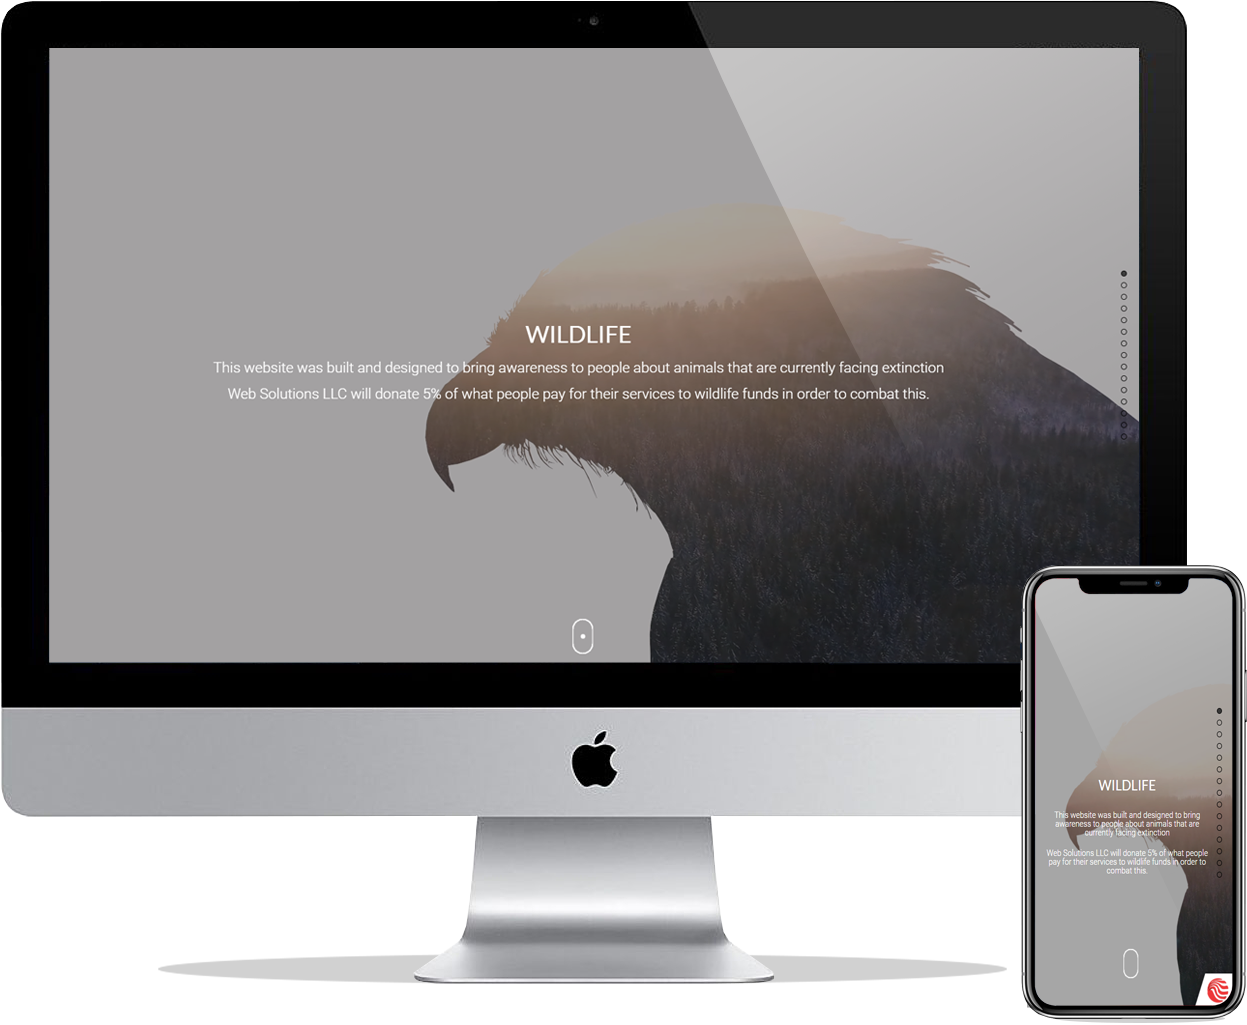 WILDLIFE
This website was built and designed to bring awareness to people about animals that are currently facing extinction
Web Solutions LLC will donate 5% of what people pay for their services to wildlife funds in order to combat this.
WILDLIFE
This website was built and designed to bring
awareness to people about animals that are
currently facing extinction
Web Solutions LLC will donate 5% of what people
pay for their services to wildlife funds in order to
combat this.